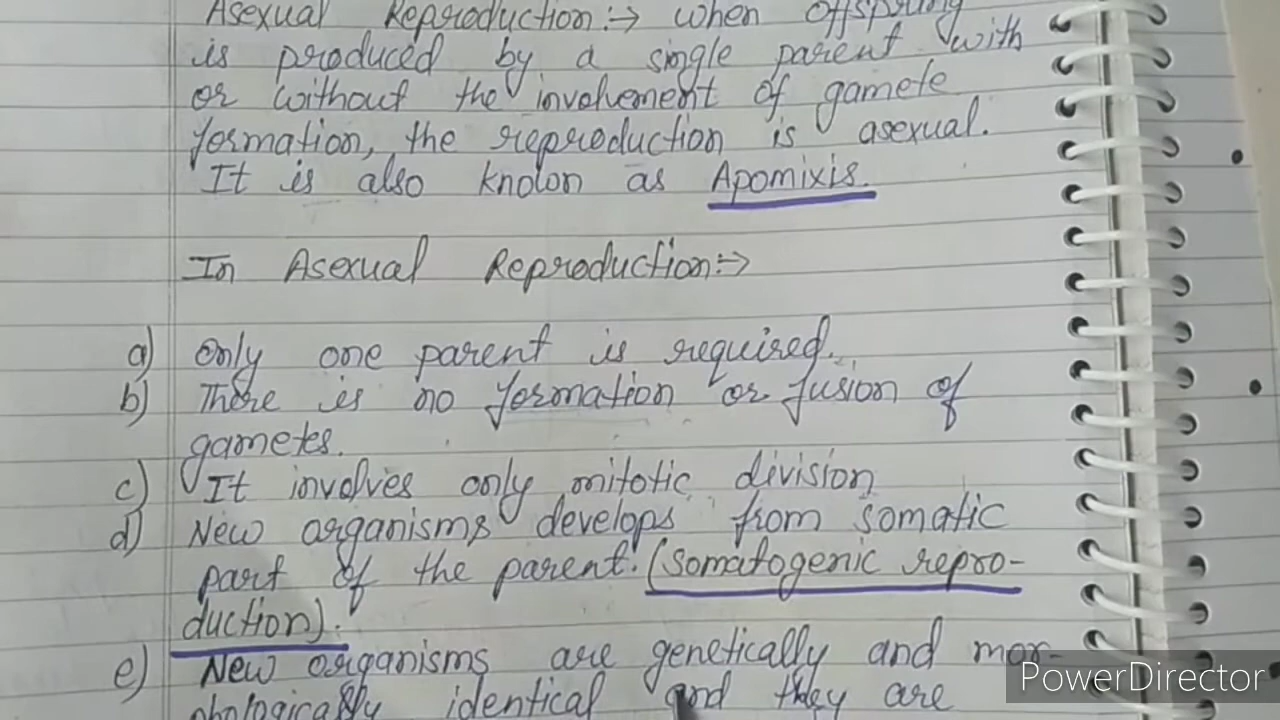 Asexual Reproduction:→ when offspring
is produced by a single parent with
or without the involvement of gamete
formation, the reproduction is asexual.
It is also known as Apomixis.
In Asexual Reproduction:→
a) Only one parent is required.
b) There is no formation or fusion of
gametes.
c) It involves only mitotic division
d) New organisms develops from somatic
part of the parent. (Somatogenic repro-
duction).
e) New organisms are genetically and mor-
phologically identical and they are
PowerDirector